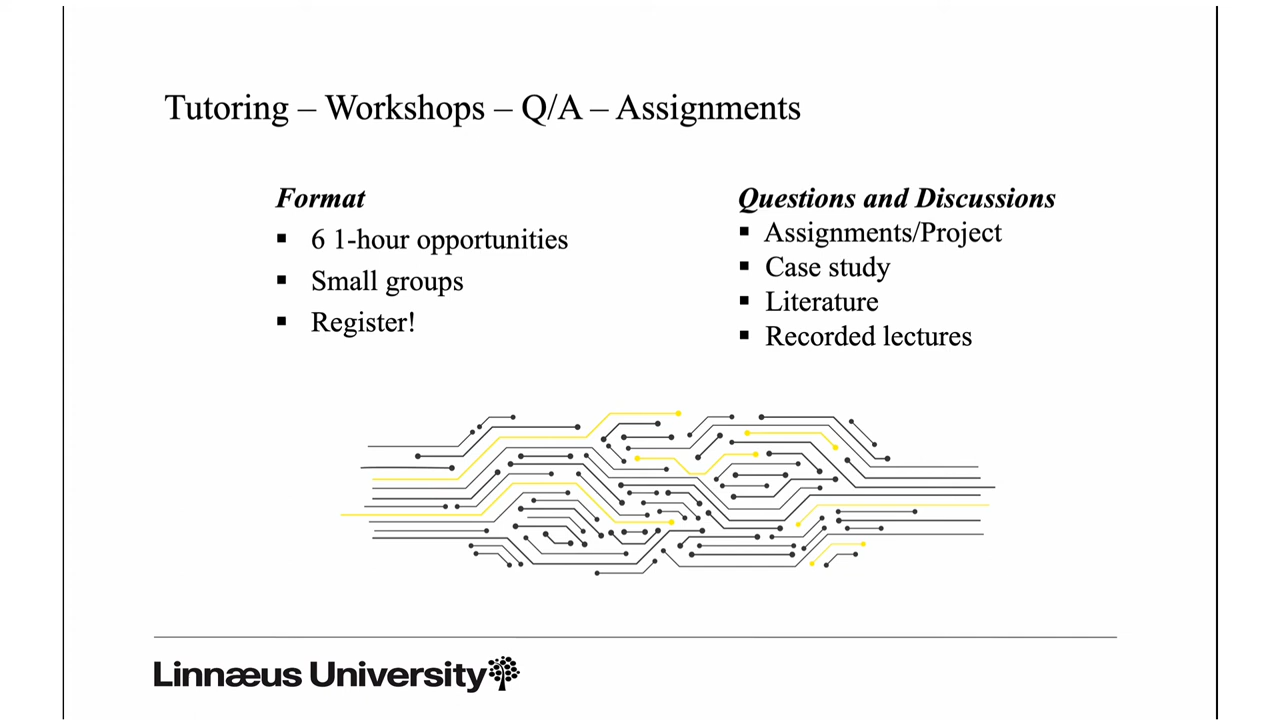 Tutoring – Workshops – Q/A – Assignments
Format
▪ 6 1-hour opportunities
▪ Small groups
▪ Register!
Questions and Discussions
▪ Assignments/Project
▪ Case study
▪ Literature
▪ Recorded lectures
Linnæus University